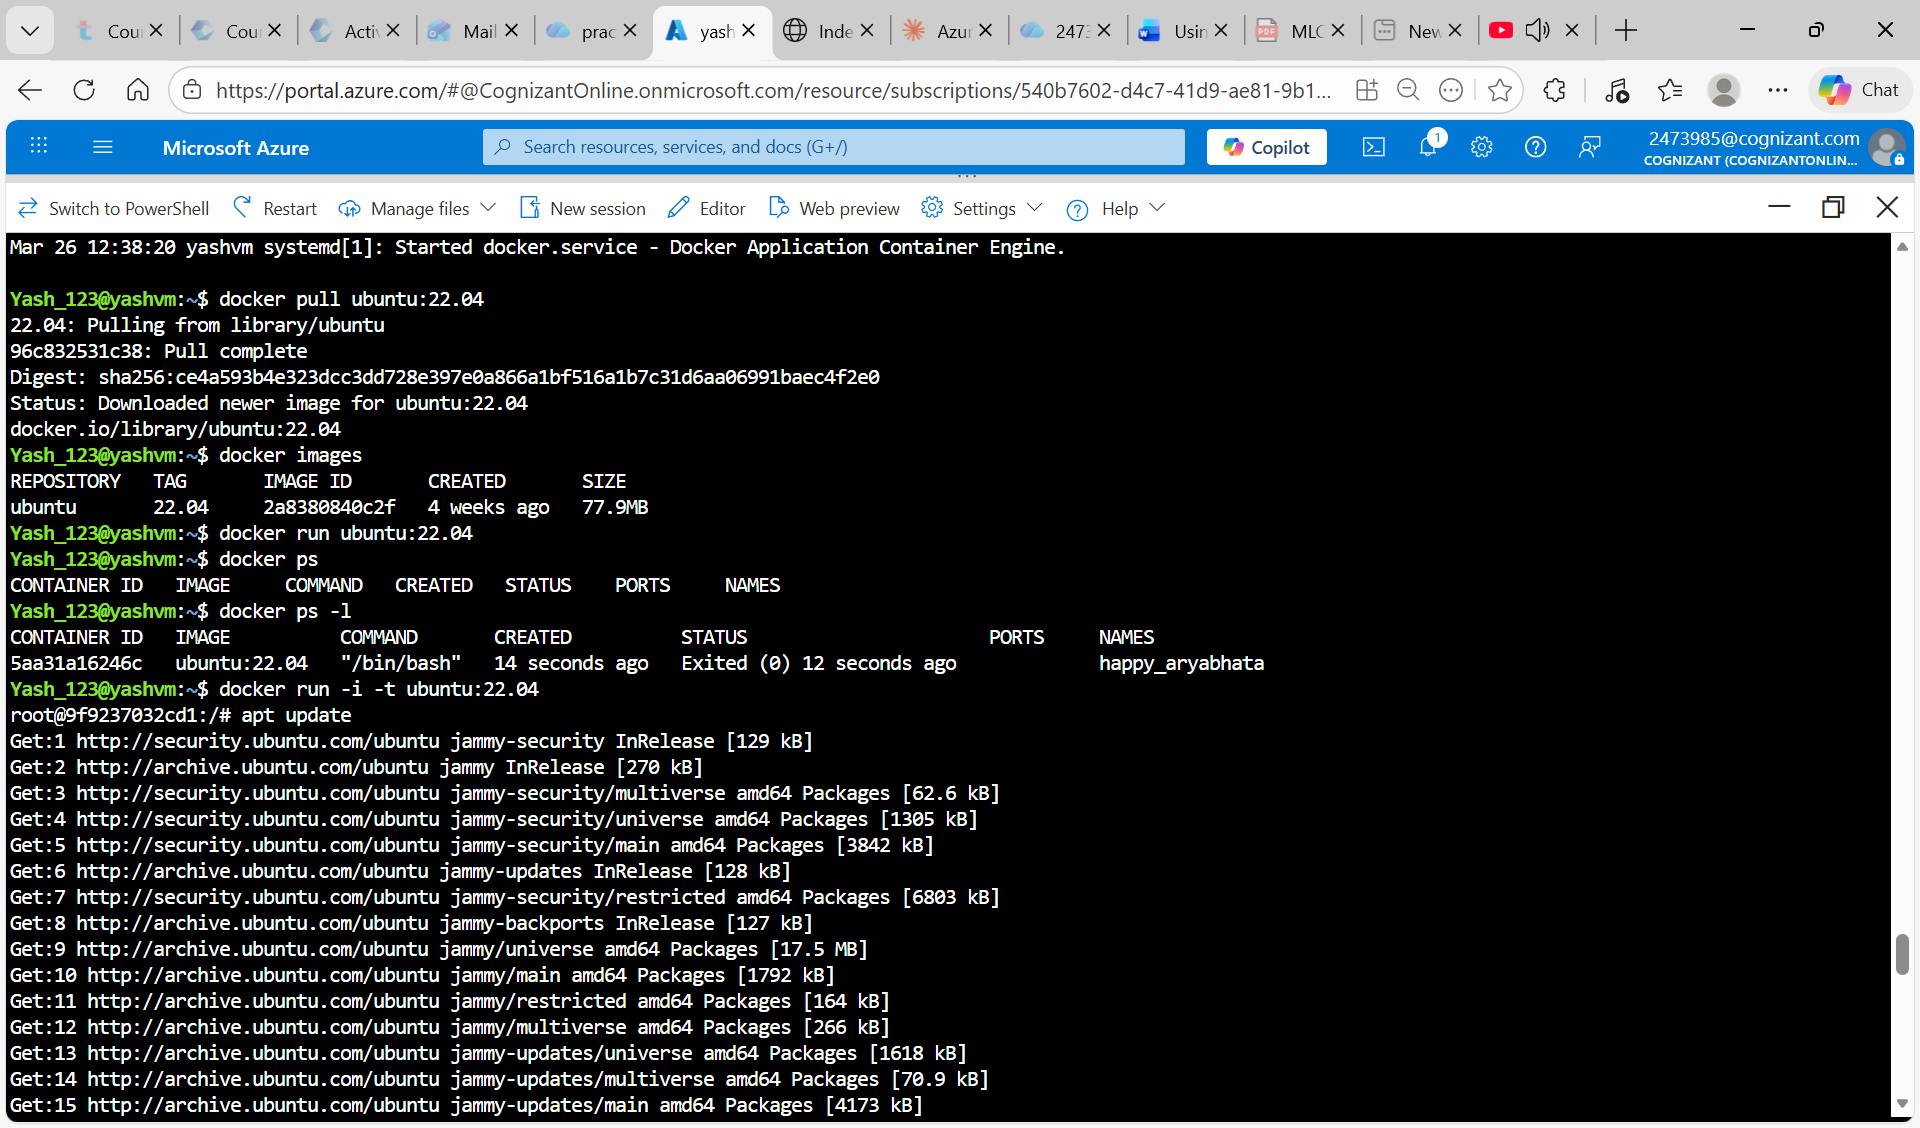 Cour
Cour
Activ
Mail
prac
yash
Inde
Azur
2473
Usin
MLC
New
https://portal.azure.com/#@CognizantOnline.onmicrosoft.com/resource/subscriptions/540b7602-d4c7-41d9-ae81-9b1...
Chat
Microsoft Azure
Search resources, services, and docs (G+/)
Copilot
1
2473985@cognizant.com
COGNIZANT (COGNIZANTONLIN...
Switch to PowerShell
Restart
Manage files
New session
Editor
Web preview
Settings
Help
Mar 26 12:38:20 yashvm systemd[1]: Started docker.service - Docker Application Container Engine.
Yash_123@yashvm:~$ docker pull ubuntu:22.04
22.04: Pulling from library/ubuntu
96c832531c38: Pull complete
Digest: sha256:ce4a593b4e323dcc3dd728e397e0a866a1bf516a1b7c31d6aa06991baec4f2e0
Status: Downloaded newer image for ubuntu:22.04
docker.io/library/ubuntu:22.04
Yash_123@yashvm:~$ docker images
REPOSITORY   TAG       IMAGE ID       CREATED       SIZE
ubuntu       22.04     2a8380840c2f   4 weeks ago   77.9MB
Yash_123@yashvm:~$ docker run ubuntu:22.04
Yash_123@yashvm:~$ docker ps
CONTAINER ID   IMAGE     COMMAND   CREATED   STATUS    PORTS     NAMES
Yash_123@yashvm:~$ docker ps -l
CONTAINER ID   IMAGE          COMMAND       CREATED          STATUS                      PORTS     NAMES
5aa31a16246c   ubuntu:22.04   "/bin/bash"   14 seconds ago   Exited (0) 12 seconds ago             happy_aryabhata
Yash_123@yashvm:~$ docker run -i -t ubuntu:22.04
root@9f9237032cd1:/# apt update
Get:1 http://security.ubuntu.com/ubuntu jammy-security InRelease [129 kB]
Get:2 http://archive.ubuntu.com/ubuntu jammy InRelease [270 kB]
Get:3 http://security.ubuntu.com/ubuntu jammy-security/multiverse amd64 Packages [62.6 kB]
Get:4 http://security.ubuntu.com/ubuntu jammy-security/universe amd64 Packages [1305 kB]
Get:5 http://security.ubuntu.com/ubuntu jammy-security/main amd64 Packages [3842 kB]
Get:6 http://archive.ubuntu.com/ubuntu jammy-updates InRelease [128 kB]
Get:7 http://security.ubuntu.com/ubuntu jammy-security/restricted amd64 Packages [6803 kB]
Get:8 http://archive.ubuntu.com/ubuntu jammy-backports InRelease [127 kB]
Get:9 http://archive.ubuntu.com/ubuntu jammy/universe amd64 Packages [17.5 MB]
Get:10 http://archive.ubuntu.com/ubuntu jammy/main amd64 Packages [1792 kB]
Get:11 http://archive.ubuntu.com/ubuntu jammy/restricted amd64 Packages [164 kB]
Get:12 http://archive.ubuntu.com/ubuntu jammy/multiverse amd64 Packages [266 kB]
Get:13 http://archive.ubuntu.com/ubuntu jammy-updates/universe amd64 Packages [1618 kB]
Get:14 http://archive.ubuntu.com/ubuntu jammy-updates/multiverse amd64 Packages [70.9 kB]
Get:15 http://archive.ubuntu.com/ubuntu jammy-updates/main amd64 Packages [4173 kB]